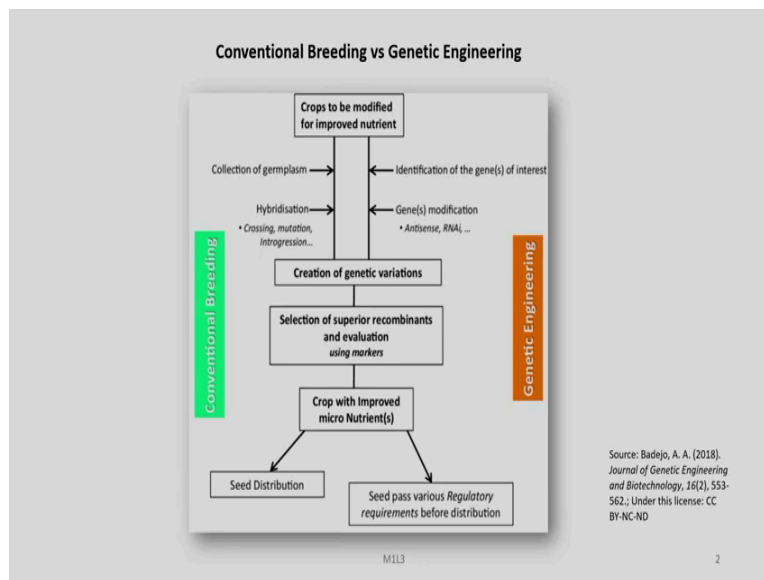 Conventional Breeding vs Genetic Engineering
Crops to be modified
for improved nutrient
Collection of germplasm
Identification of the gene(s) of interest
Hybridisation
• Crossing, mutation,
Introgression...
Gene(s) modification
• Antisense, RNAi, ...
Conventional Breeding
Genetic Engineering
Creation of genetic variations
Selection of superior recombinants
and evaluation
using markers
Crop with Improved
micro Nutrient(s)
Seed Distribution
Seed pass various Regulatory
requirements before distribution
Source: Badejo, A. A. (2018).
Journal of Genetic Engineering
and Biotechnology, 16(2), 553-
562.; Under this license: CC
BY-NC-ND
M1L3
2